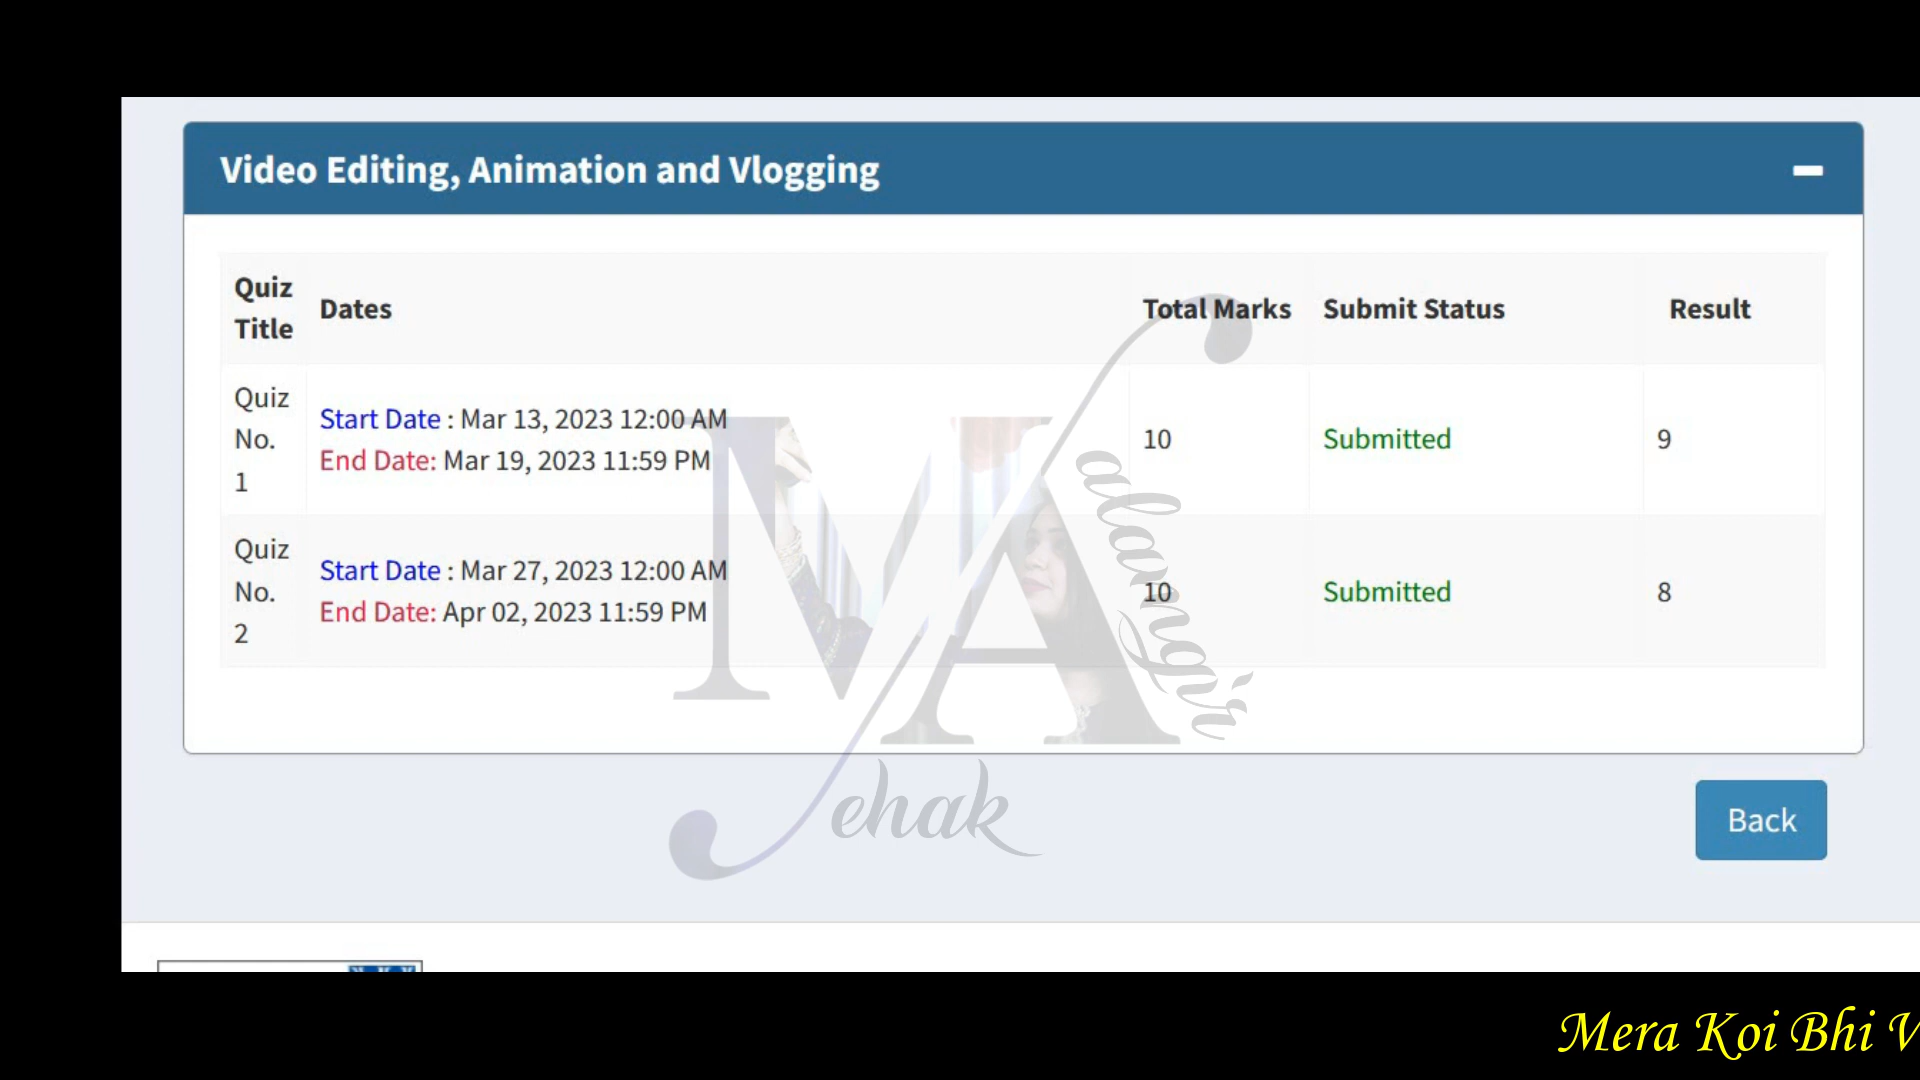 Video Editing, Animation and Vlogging
Quiz Title
Dates
Total Marks
Submit Status
Result
Quiz No. 1
Start Date : Mar 13, 2023 12:00 AM
End Date: Mar 19, 2023 11:59 PM
10
Submitted
9
Quiz No. 2
Start Date : Mar 27, 2023 12:00 AM
End Date: Apr 02, 2023 11:59 PM
10
Submitted
8
MA
ehak
alamgir
Back
Mera Koi Bhi V